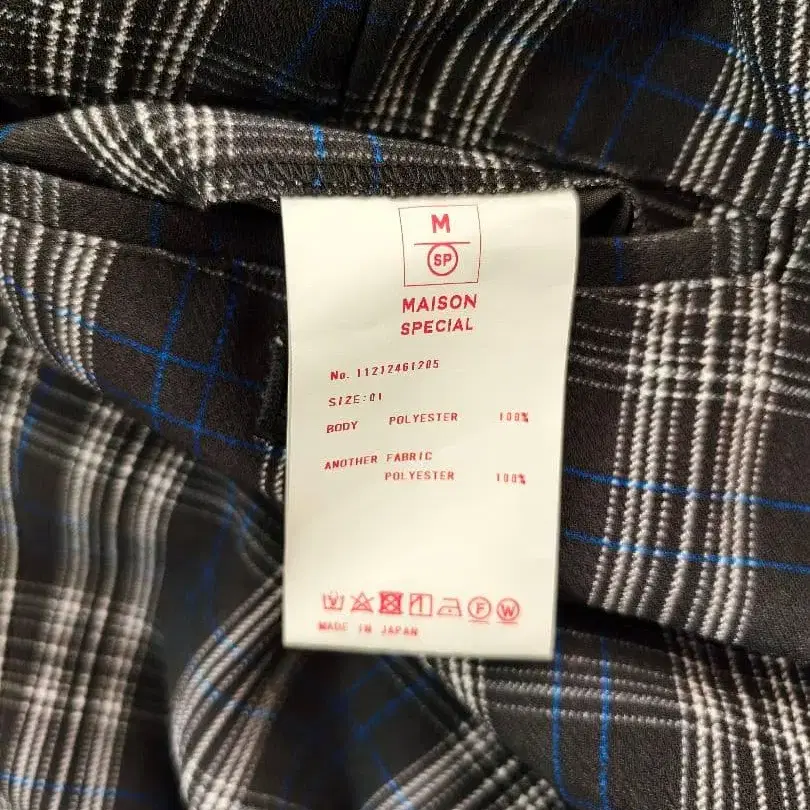 M
SP
MAISON
SPECIAL
No. 11212461205
SIZE:01
BODY POLYESTER 100%
ANOTHER FABRIC
POLYESTER 100%
F W
MADE IN JAPAN